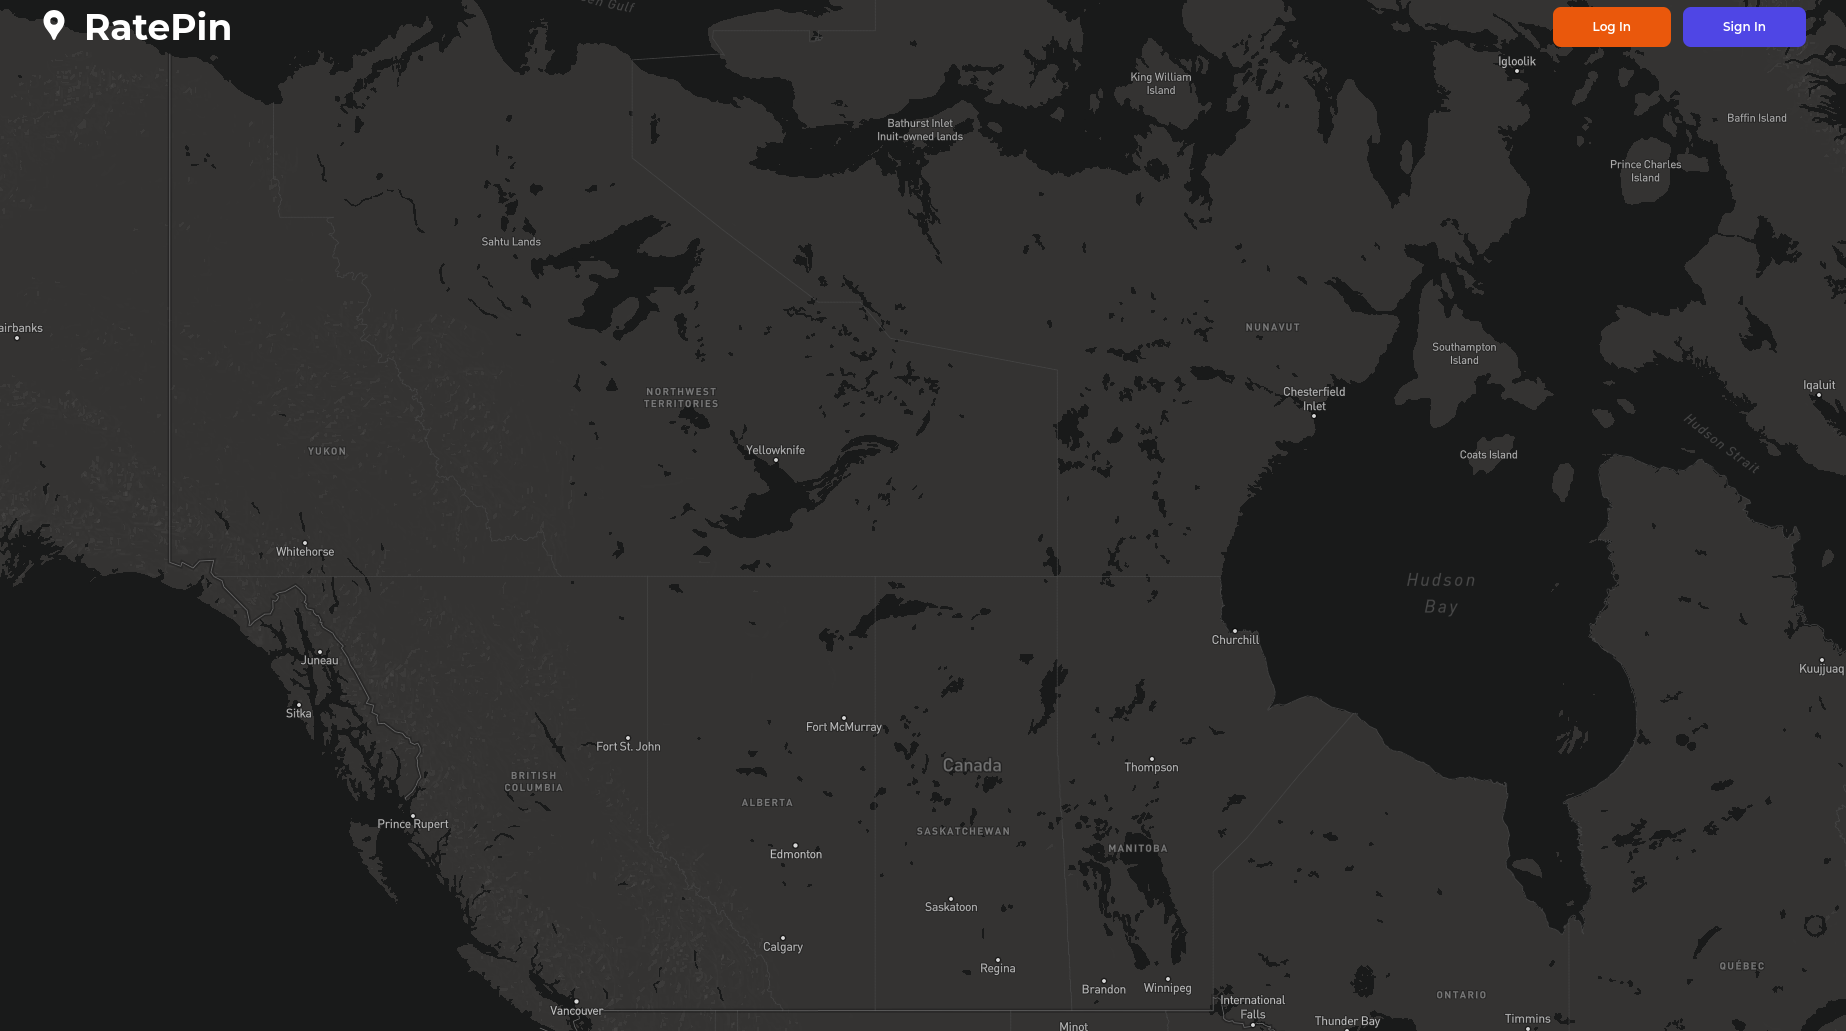 RatePin
Log In
Sign In
Gulf
Igloolik
King William
Island
Baffin Island
Bathurst Inlet
Inuit-owned lands
Prince Charles
Island
Sahtu Lands
airbanks
NUNAVUT
Southampton
Island
Iqaluit
NORTHWEST
TERRITORIES
Chesterfield
Inlet
Hudson Strait
YUKON
Yellowknife
Coats Island
Whitehorse
Hudson
Bay
Churchill
Juneau
Kuujjuaq
Sitka
Fort McMurray
Fort St. John
Canada
Thompson
BRITISH
COLUMBIA
ALBERTA
Prince Rupert
SASKATCHEWAN
MANITOBA
Edmonton
Saskatoon
Calgary
Regina
QUÉBEC
Brandon
Winnipeg
ONTARIO
International
Falls
Vancouver
Thunder Bay
Timmins
Minot